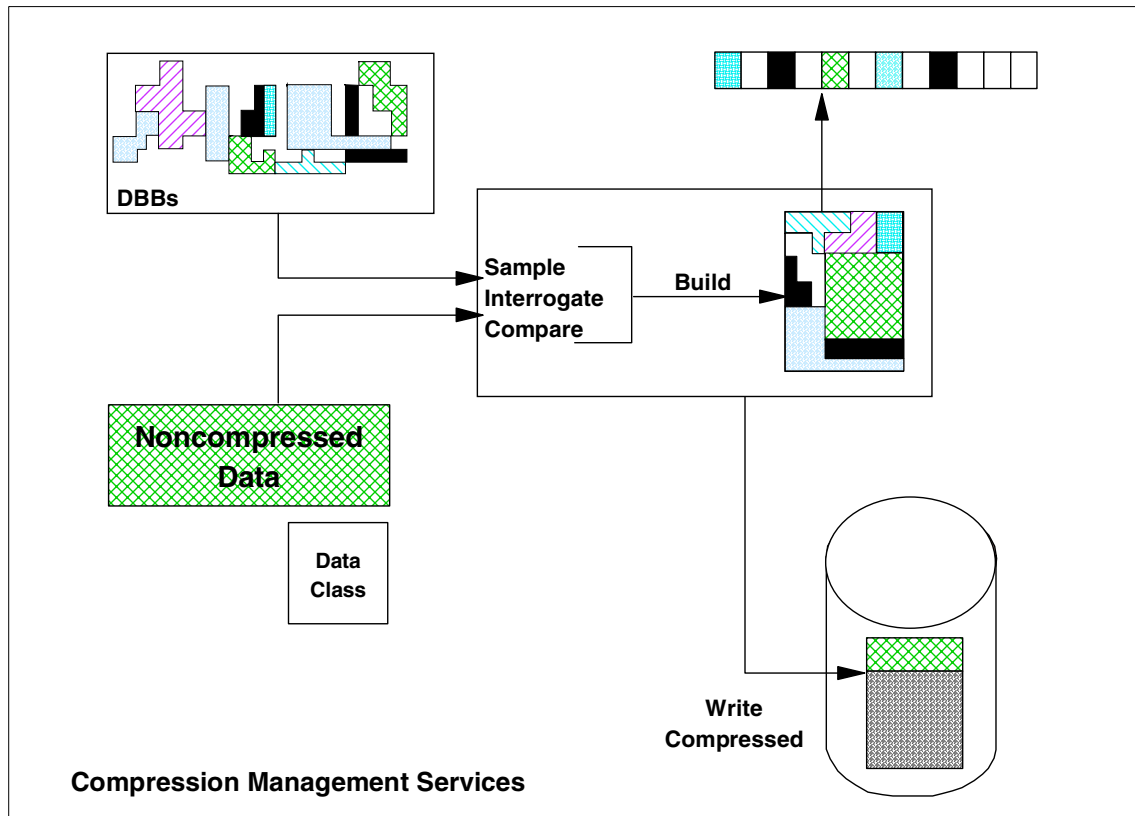 DBBs
Sample
Interrogate
Compare
Build
Noncompressed
Data
Data
Class
Write
Compressed
Compression Management Services